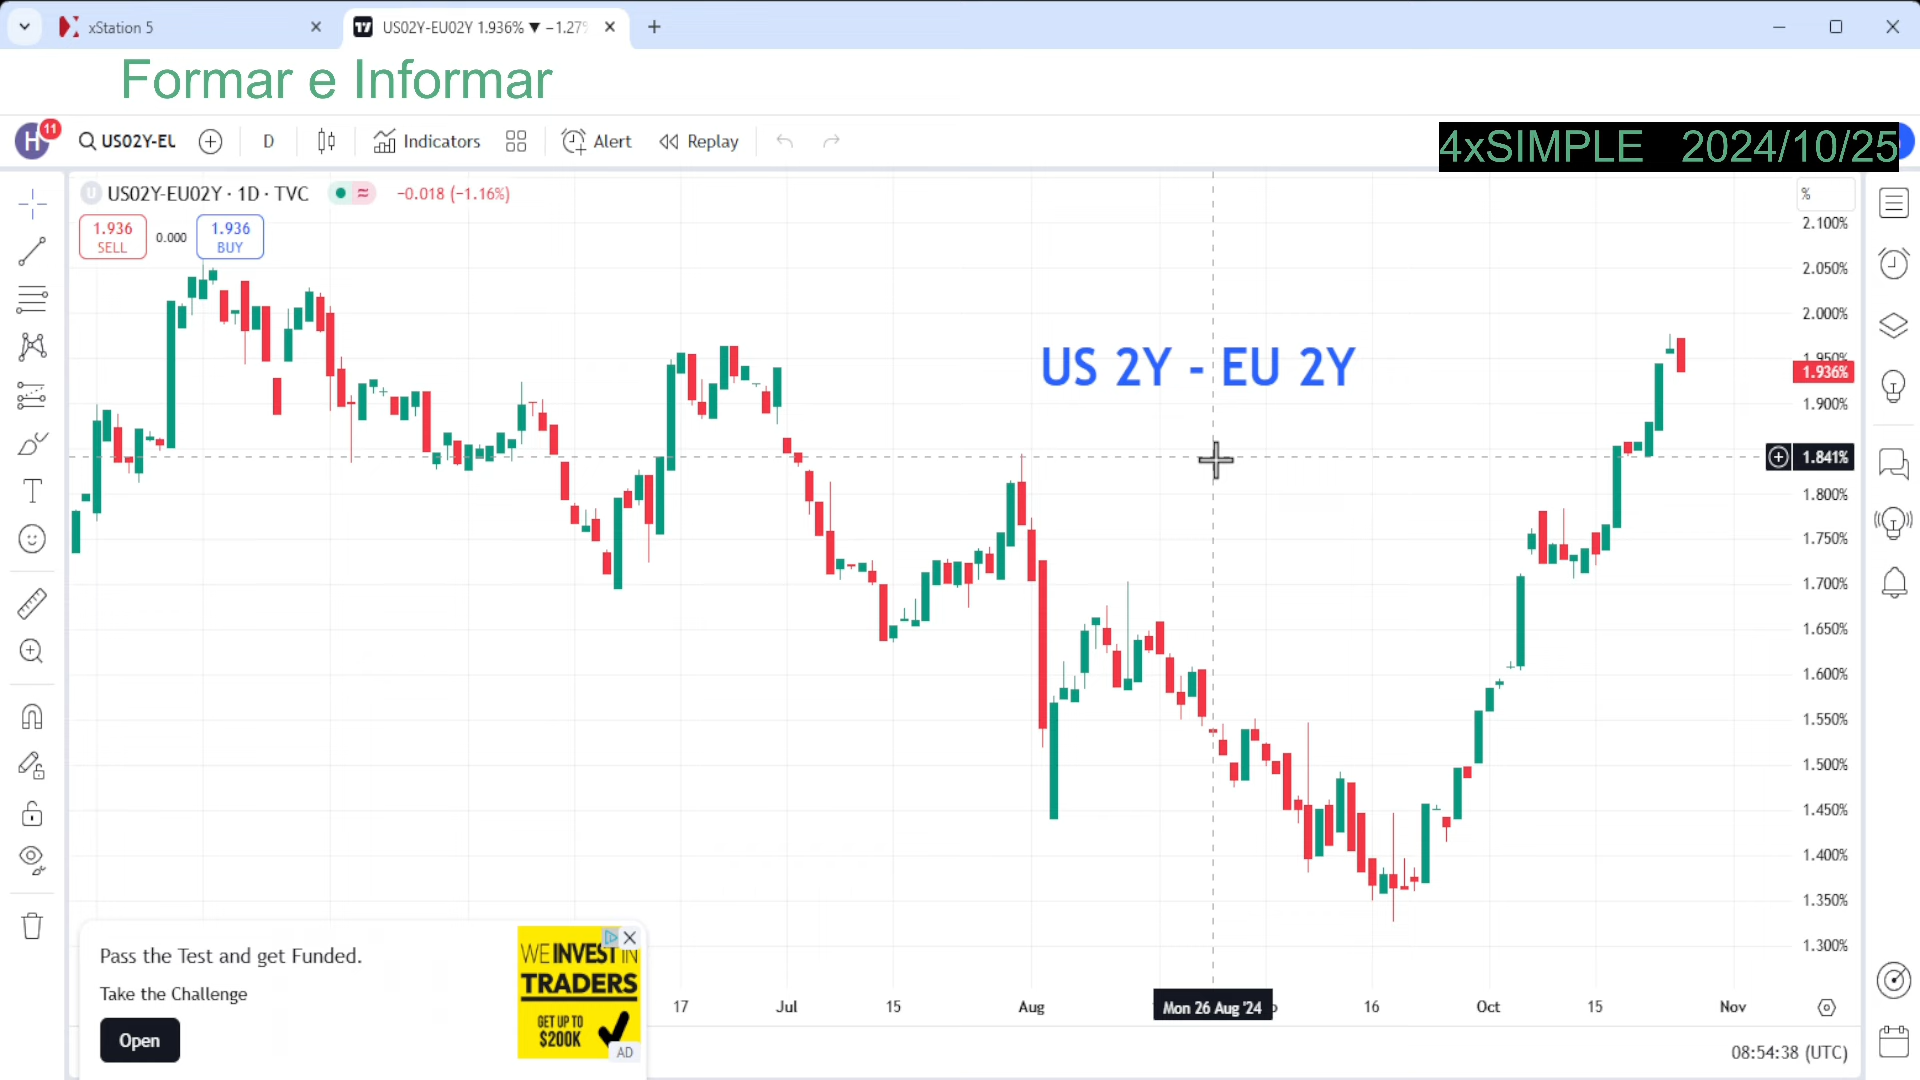 xStation 5
US02Y-EU02Y 1.936% ▼ −1.27%
Formar e Informar
H 11
US02Y-EU
D
Indicators
Alert
Replay
4xSIMPLE 2024/10/25
U US02Y-EU02Y · 1D · TVC
−0.018 (−1.16%)
1.936
SELL
0.000
1.936
BUY
%
2.100%
2.050%
2.000%
1.950%
1.936%
1.900%
1.841%
1.800%
1.750%
1.700%
1.650%
1.600%
1.550%
1.500%
1.450%
1.400%
1.350%
1.300%
US 2Y - EU 2Y
Pass the Test and get Funded.
Take the Challenge
Open
WE INVEST IN
TRADERS
GET UP TO
$200K
AD
17 Jul 15 Aug Mon 26 Aug '24 16 Oct 15 Nov
08:54:38 (UTC)